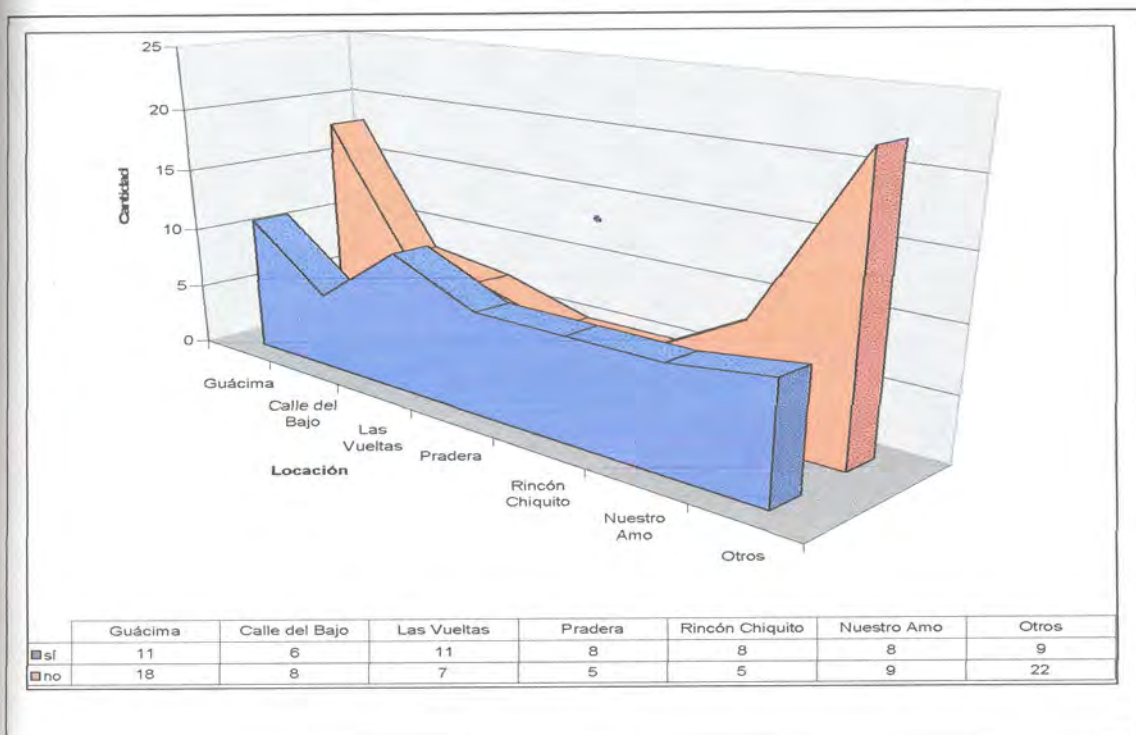 25
20
15
10
5
0
Cantidad
Guácima
Calle del
Bajo
Las
Vueltas
Pradera
Rincón
Chiquito
Nuestro
Amo
Otros
Locación
Guácima Calle del Bajo Las Vueltas Pradera Rincón Chiquito Nuestro Amo Otros
sí 11 6 11 8 8 8 9
no 18 8 7 5 5 9 22